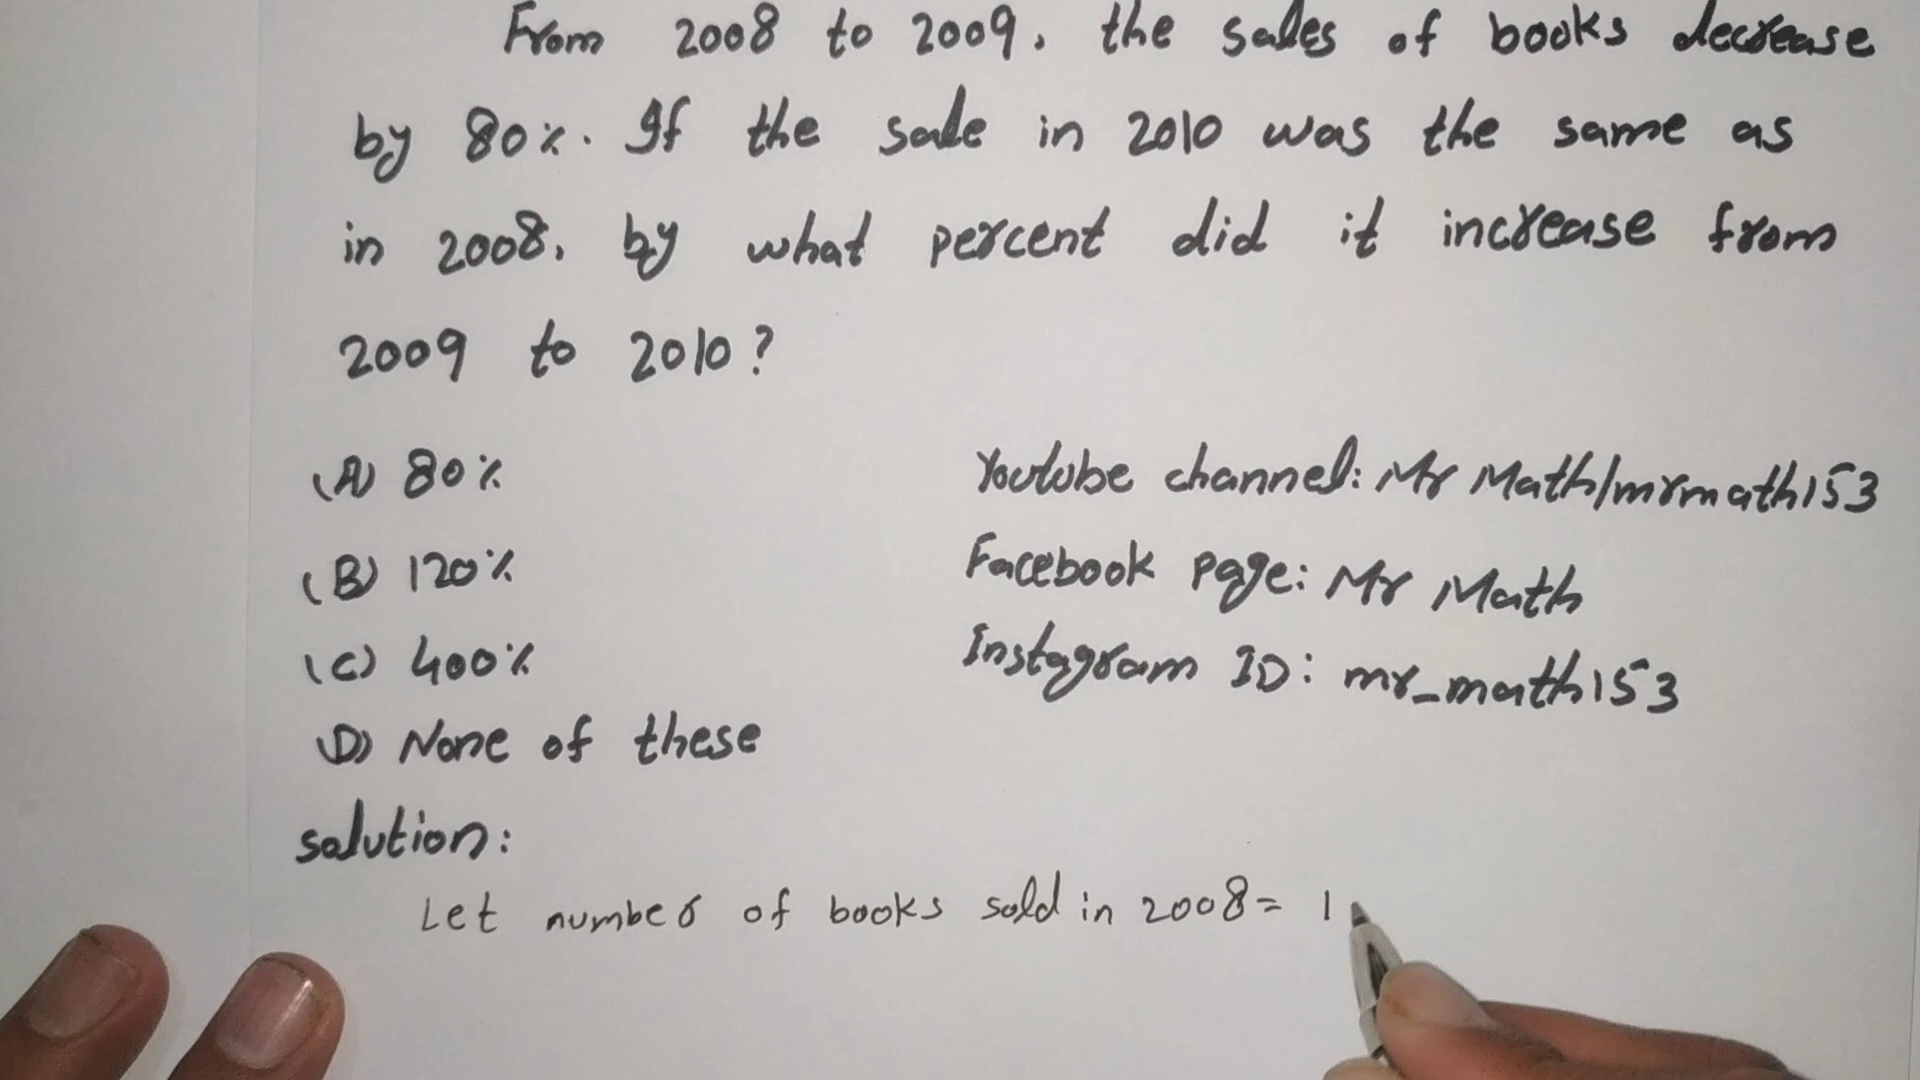 From 2008 to 2009, the sales of books decrease
by 80%. If the sale in 2010 was the same as
in 2008, by what percent did it increase from
2009 to 2010?
(A) 80%
(B) 120%
(C) 400%
(D) None of these
Youtube channel: Mr Math/mrmath153
Facebook page: Mr Math
Instagram ID: mr_math153
solution:
Let number of books sold in 2008 = 1